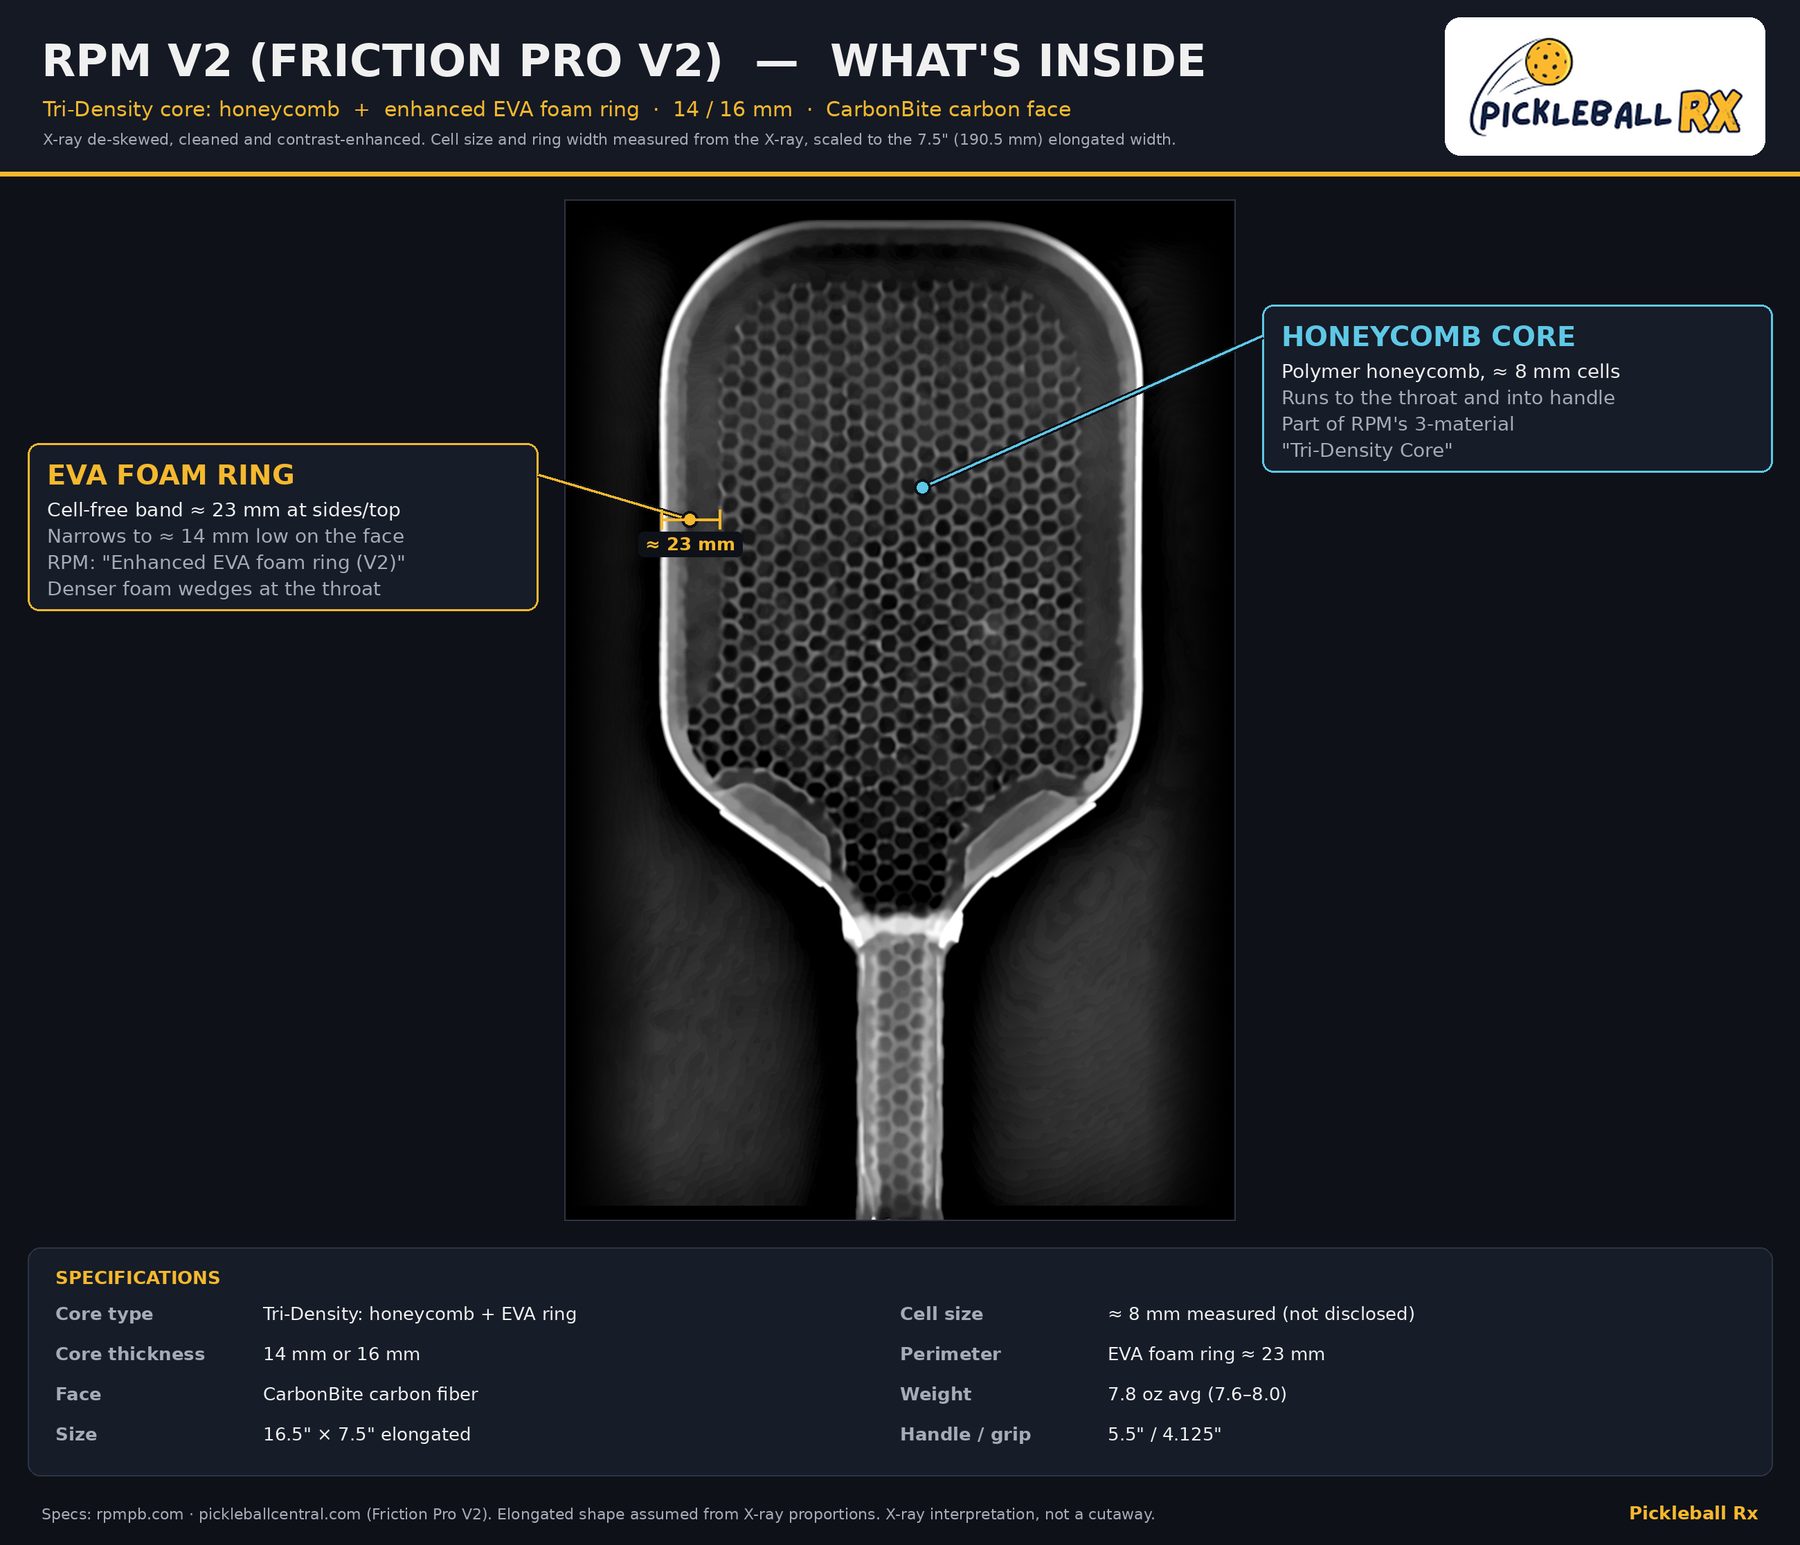 RPM V2 (FRICTION PRO V2) — WHAT'S INSIDE
Tri-Density core: honeycomb + enhanced EVA foam ring · 14 / 16 mm · CarbonBite carbon face
X-ray de-skewed, cleaned and contrast-enhanced. Cell size and ring width measured from the X-ray, scaled to the 7.5" (190.5 mm) elongated width.
PICKLEBALL RX
HONEYCOMB CORE
Polymer honeycomb, ≈ 8 mm cells
Runs to the throat and into handle
Part of RPM's 3-material
"Tri-Density Core"
EVA FOAM RING
Cell-free band ≈ 23 mm at sides/top
Narrows to ≈ 14 mm low on the face
RPM: "Enhanced EVA foam ring (V2)"
Denser foam wedges at the throat
≈ 23 mm
SPECIFICATIONS
Core type Tri-Density: honeycomb + EVA ring
Core thickness 14 mm or 16 mm
Face CarbonBite carbon fiber
Size 16.5" × 7.5" elongated
Cell size ≈ 8 mm measured (not disclosed)
Perimeter EVA foam ring ≈ 23 mm
Weight 7.8 oz avg (7.6–8.0)
Handle / grip 5.5" / 4.125"
Specs: rpmpb.com · pickleballcentral.com (Friction Pro V2). Elongated shape assumed from X-ray proportions. X-ray interpretation, not a cutaway.
Pickleball Rx